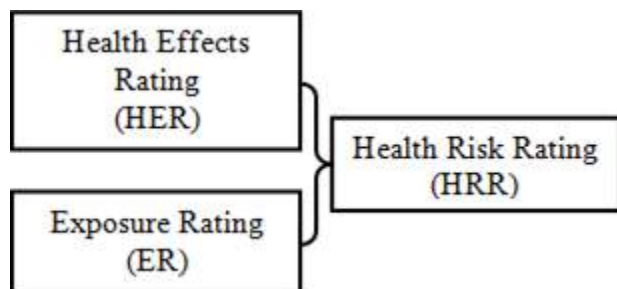 Health Effects
Rating
(HER)
Health Risk Rating
(HRR)
Exposure Rating
(ER)